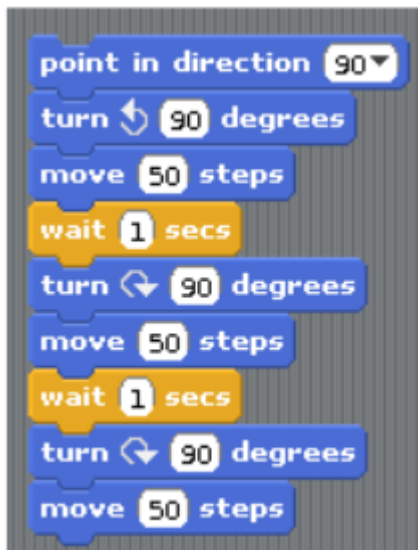 point in direction 90
turn 90 degrees
move 50 steps
wait 1 secs
turn 90 degrees
move 50 steps
wait 1 secs
turn 90 degrees
move 50 steps